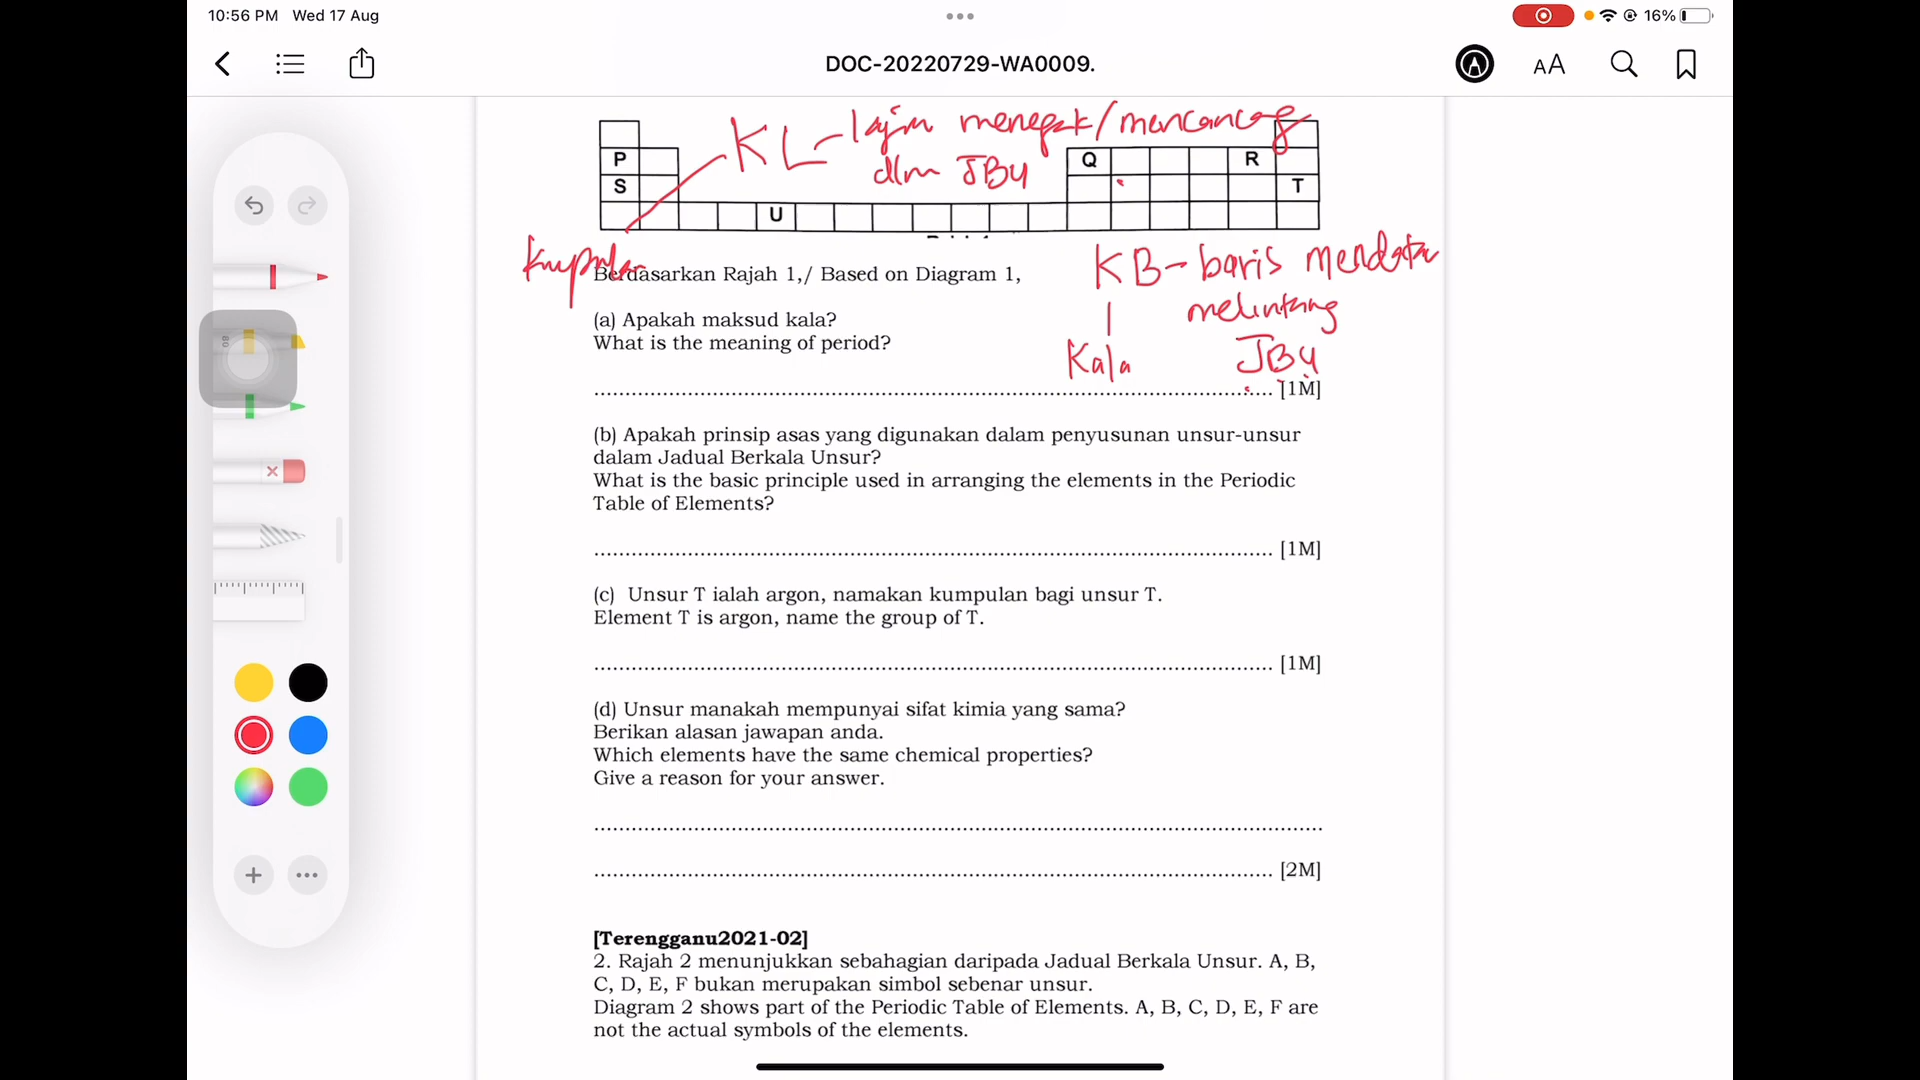 10:56 PM Wed 17 Aug
16%
DOC-20220729-WA0009.
AA
KL - lajur menegak/mencancang
dlm JBU
P
Q
R
S
T
U
Kumpulan
KB - baris mendatar
melintang
JBU
Kala
Berdasarkan Rajah 1,/ Based on Diagram 1,
(a) Apakah maksud kala?
What is the meaning of period?
[1M]
(b) Apakah prinsip asas yang digunakan dalam penyusunan unsur-unsur
dalam Jadual Berkala Unsur?
What is the basic principle used in arranging the elements in the Periodic
Table of Elements?
[1M]
(c) Unsur T ialah argon, namakan kumpulan bagi unsur T.
Element T is argon, name the group of T.
[1M]
(d) Unsur manakah mempunyai sifat kimia yang sama?
Berikan alasan jawapan anda.
Which elements have the same chemical properties?
Give a reason for your answer.
[2M]
[Terengganu2021-02]
2. Rajah 2 menunjukkan sebahagian daripada Jadual Berkala Unsur. A, B,
C, D, E, F bukan merupakan simbol sebenar unsur.
Diagram 2 shows part of the Periodic Table of Elements. A, B, C, D, E, F are
not the actual symbols of the elements.
80